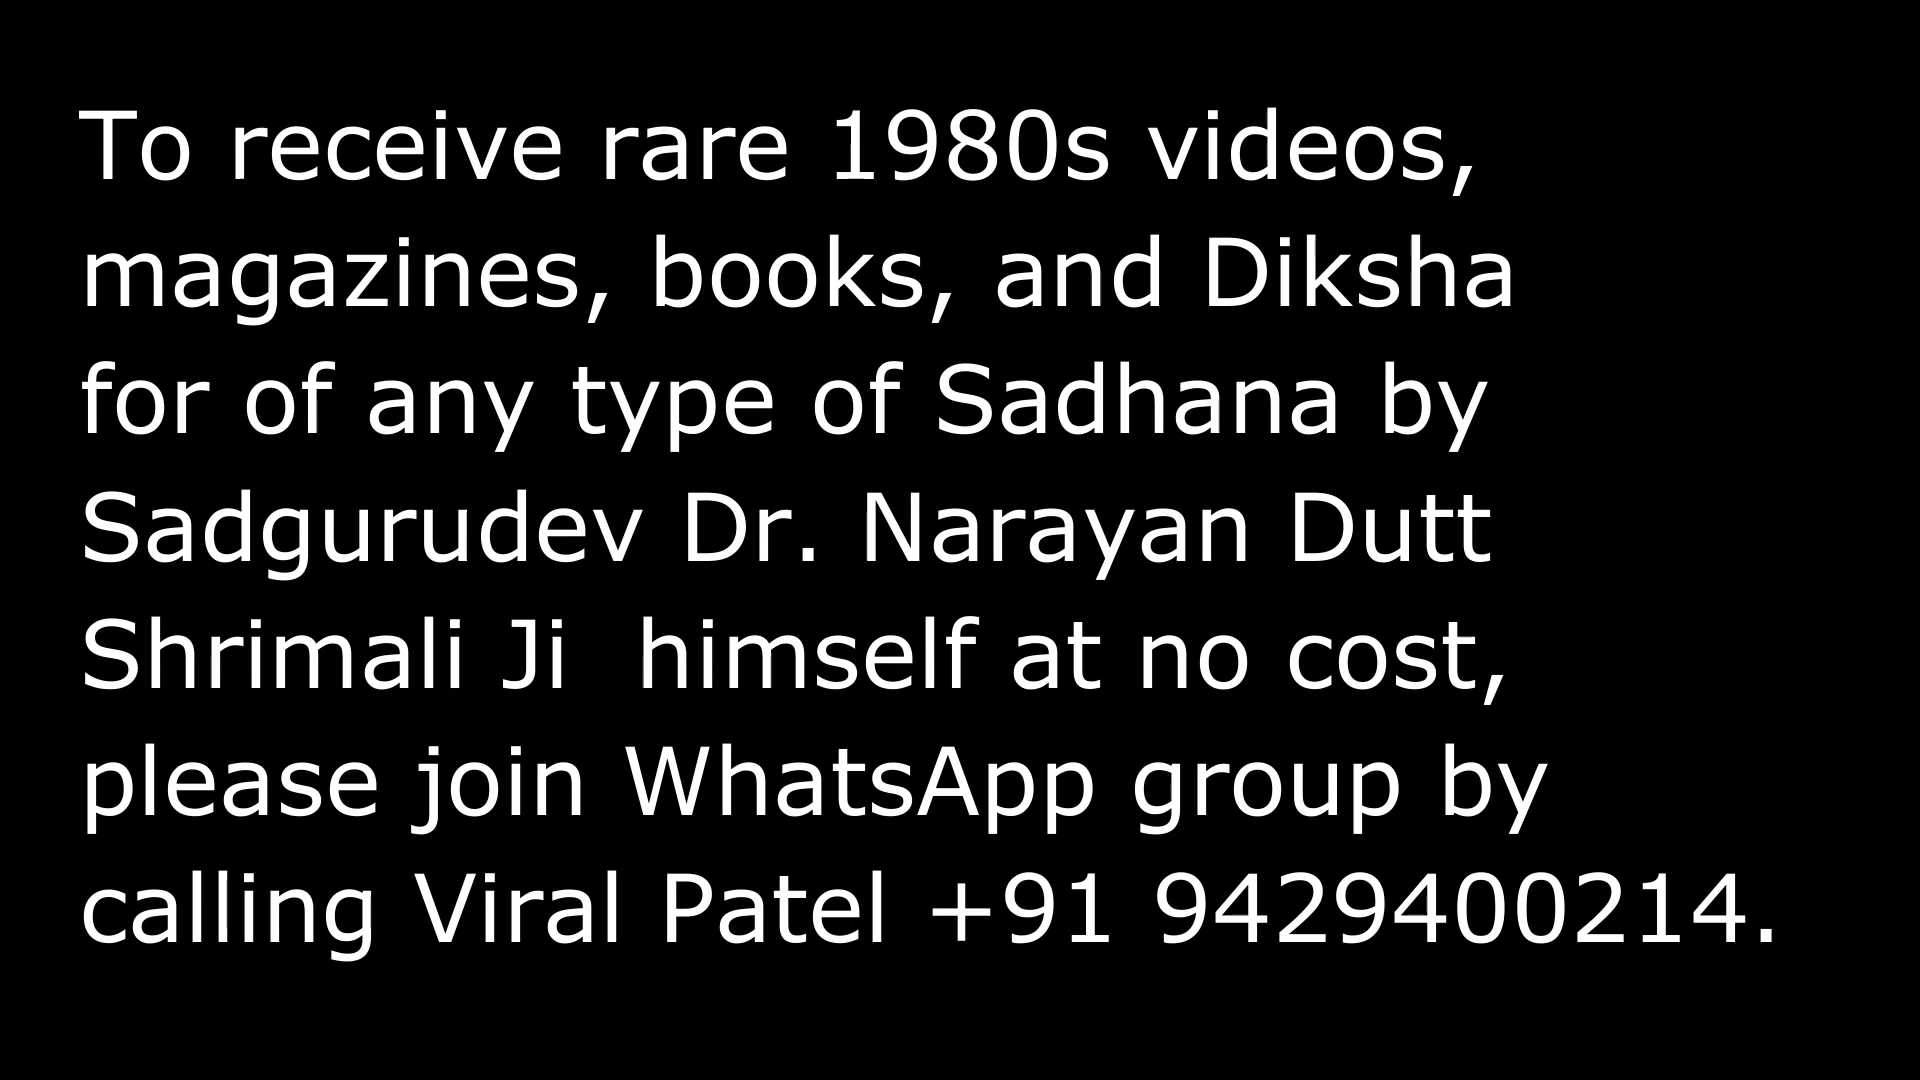 To receive rare 1980s videos,
magazines, books, and Diksha
for of any type of Sadhana by
Sadgurudev Dr. Narayan Dutt
Shrimali Ji  himself at no cost,
please join WhatsApp group by
calling Viral Patel +91 9429400214.